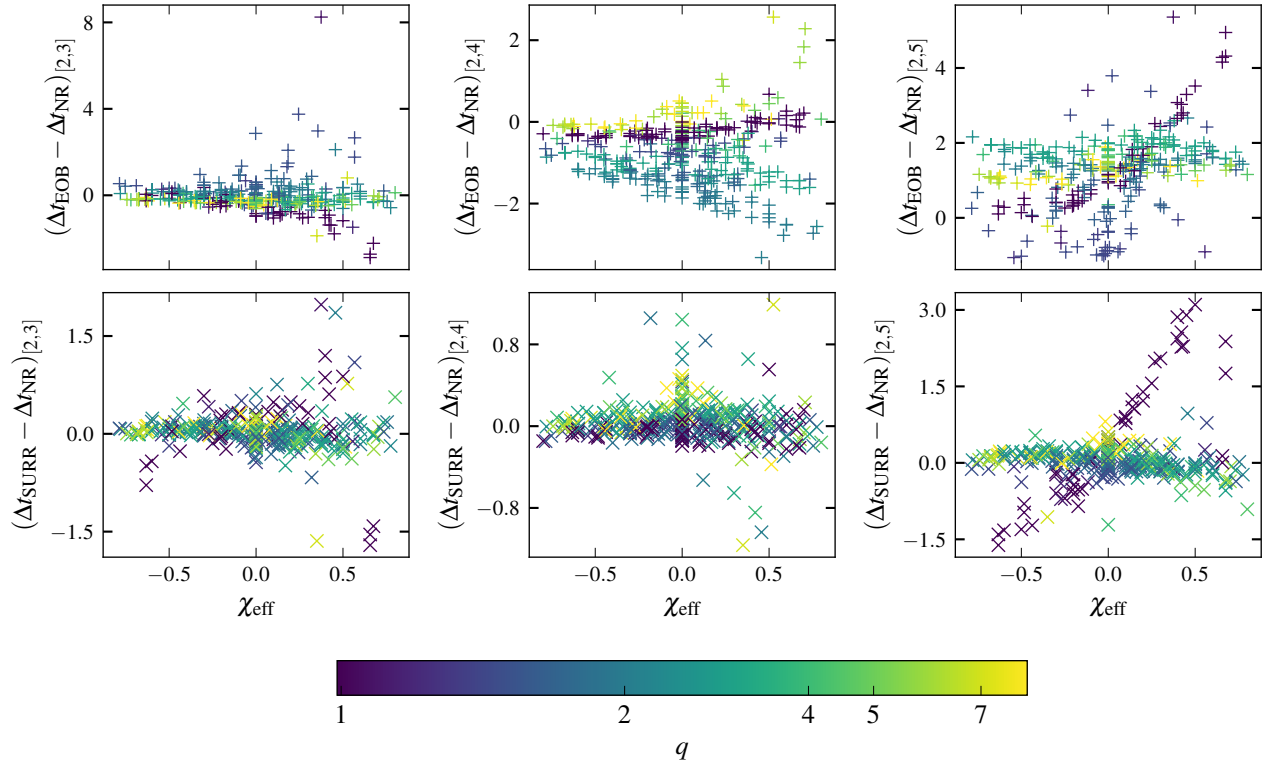 (Δt_EOB − Δt_NR)_[2,3]
8
4
0
(Δt_EOB − Δt_NR)_[2,4]
2
0
−2
(Δt_EOB − Δt_NR)_[2,5]
4
2
0
(Δt_SURR − Δt_NR)_[2,3]
1.5
0.0
−1.5
(Δt_SURR − Δt_NR)_[2,4]
0.8
0.0
−0.8
(Δt_SURR − Δt_NR)_[2,5]
3.0
1.5
0.0
−1.5
−0.5 0.0 0.5
−0.5 0.0 0.5
−0.5 0.0 0.5
χ_eff
χ_eff
χ_eff
1 2 4 5 7
q